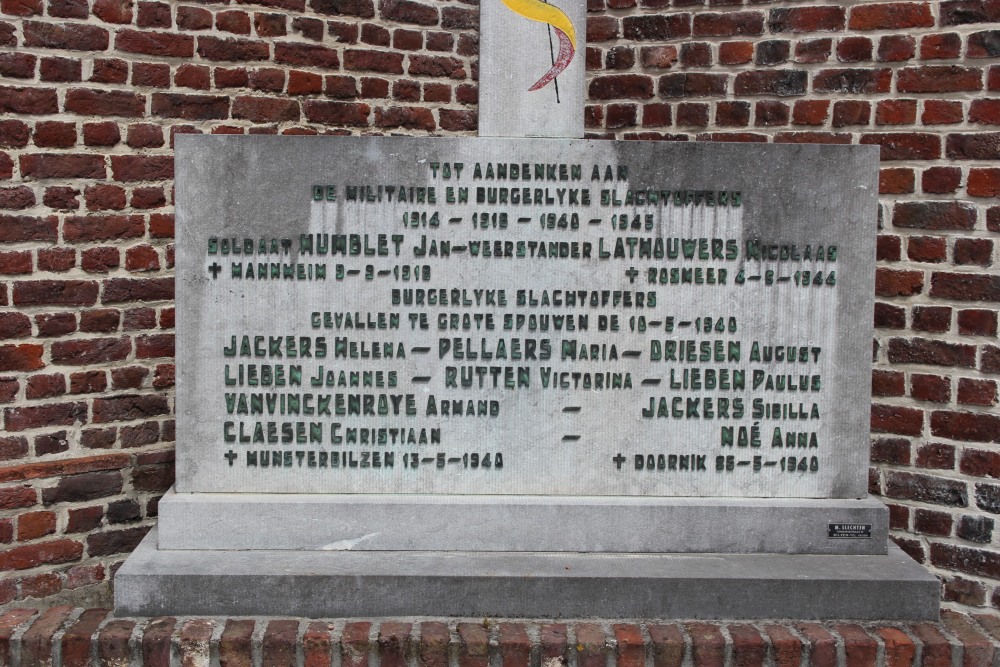 TOT AANDENKEN AAN
DE MILITAIRE EN BURGERLYKE SLACHTOFFERS
1914 - 1918 - 1940 - 1945
SOLDAAT HUMBLET JAN - WEERSTANDER LATHOUWERS NICOLAAS
✝ MANNHEIM 9-9-1918 ✝ ROSMEER 4-6-1944
BURGERLYKE SLACHTOFFERS
GEVALLEN TE GROTE SPOUWEN DE 10-5-1940
JACKERS HELENA - PELLAERS MARIA - DRIESEN AUGUST
LIEBEN JOANNES - RUTTEN VICTORINA - LIEBEN PAULUS
VANVINCKENROYE ARMAND - JACKERS SIBILLA
CLAESEN CHRISTIAAN - NOÉ ANNA
✝ MUNSTERBILZEN 13-5-1940 ✝ DOORNIK 25-5-1940
M. SLECHTEN